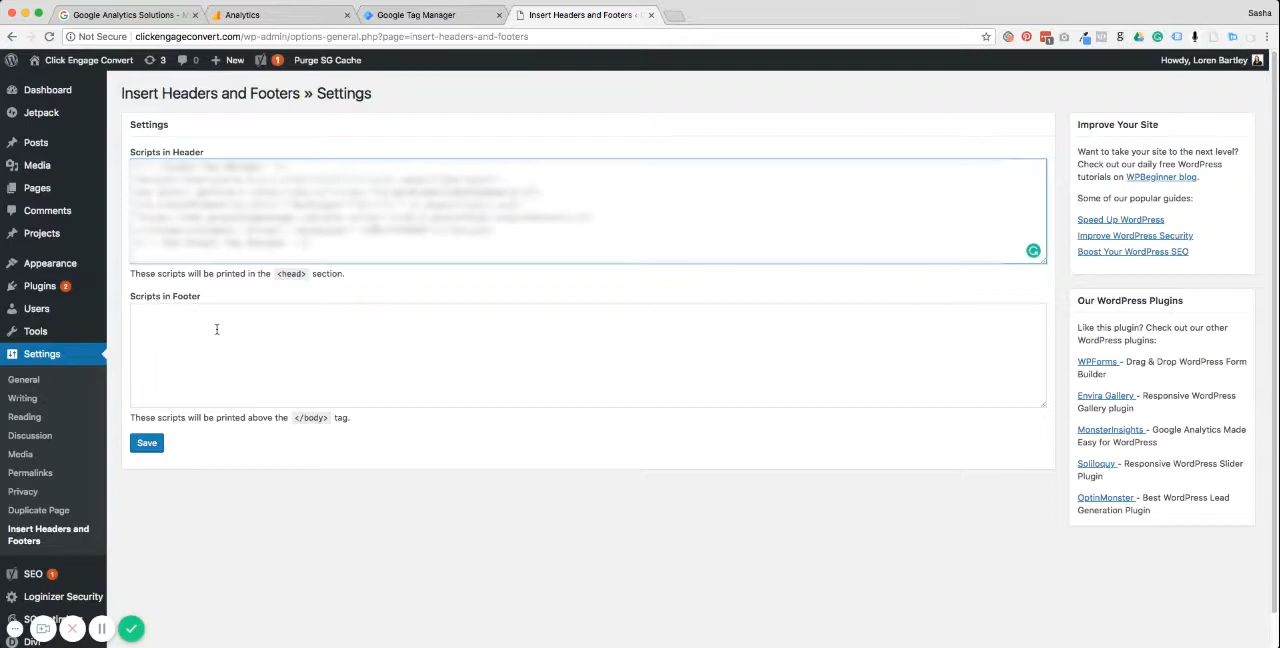 Google Analytics Solutions - M
Analytics
Google Tag Manager
Insert Headers and Footers ‹
Sasha
Not Secure
clickengageconvert.com/wp-admin/options-general.php?page=insert-headers-and-footers
Click Engage Convert
3
0
New
1
Purge SG Cache
Howdy, Loren Bartley
Dashboard
Jetpack
Posts
Media
Pages
Comments
Projects
Appearance
Plugins 2
Users
Tools
Settings
General
Writing
Reading
Discussion
Media
Permalinks
Privacy
Duplicate Page
Insert Headers and
Footers
SEO 1
Loginizer Security
Divi
Insert Headers and Footers » Settings
Settings
Scripts in Header
These scripts will be printed in the <head> section.
Scripts in Footer
These scripts will be printed above the </body> tag.
Save
Improve Your Site
Want to take your site to the next level?
Check out our daily free WordPress
tutorials on WPBeginner blog.
Some of our popular guides:
Speed Up WordPress
Improve WordPress Security
Boost Your WordPress SEO
Our WordPress Plugins
Like this plugin? Check out our other
WordPress plugins:
WPForms - Drag & Drop WordPress Form
Builder
Envira Gallery - Responsive WordPress
Gallery plugin
MonsterInsights - Google Analytics Made
Easy for WordPress
Soliloquy - Responsive WordPress Slider
Plugin
OptinMonster - Best WordPress Lead
Generation Plugin